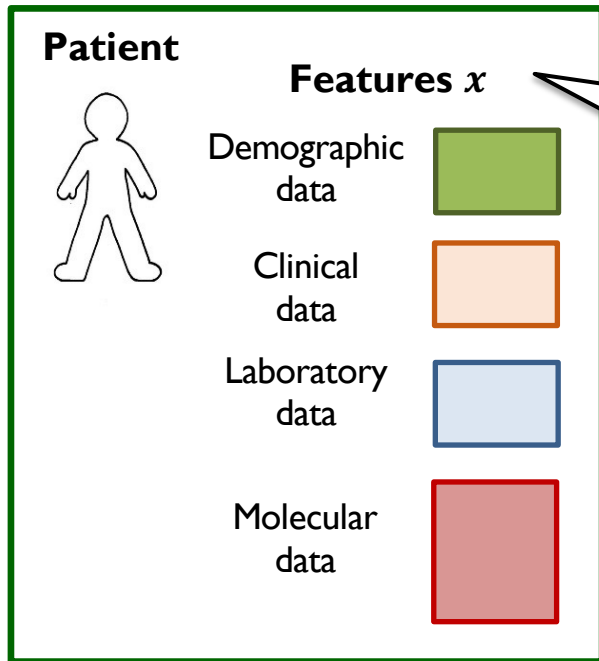 Patient
Features x
Demographic
data
Clinical
data
Laboratory
data
Molecular
data